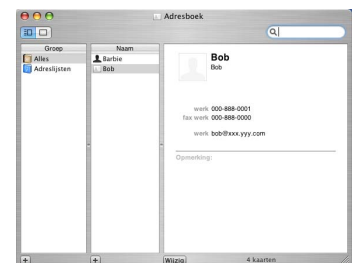 Adresboek
Groep
Naam
Alles
Adreslijsten
Barbie
Bob
Bob
Bob
werk 000-888-0001
fax werk 000-888-0000
werk bob@xxx.yyy.com
Opmerking:
+
+
Wijzig
4 kaarten